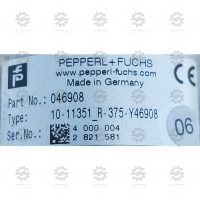 PEPPERL+FUCHS
www.pepperl-fuchs.com
Made in Germany
CE
Part No.: 046908
Type: 10-11351_R-375-Y46908
Ser.No.: 4 000 004
2 821 581
06